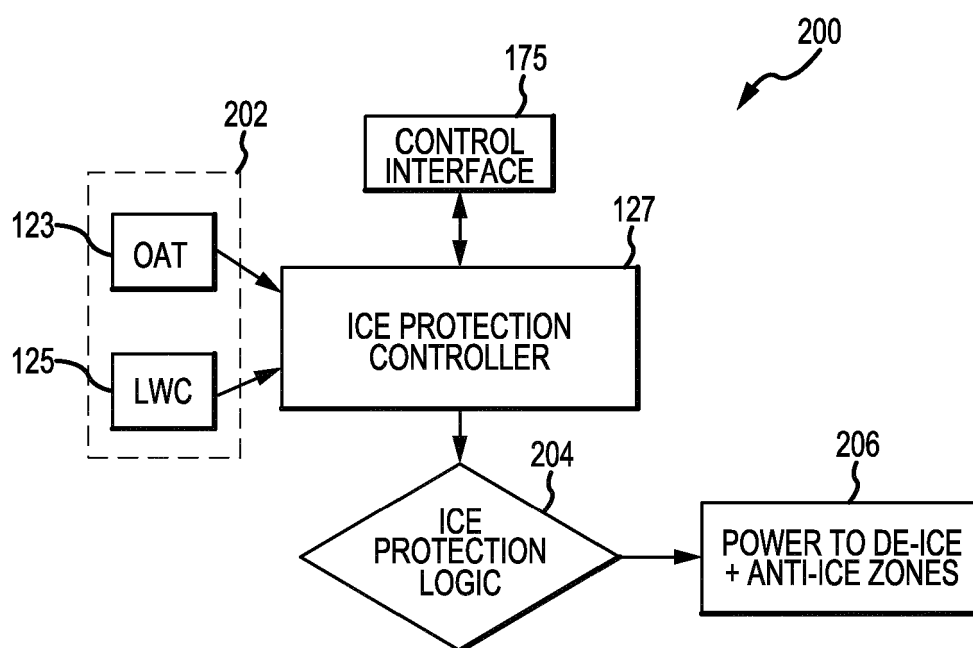 200
175
202
CONTROL
INTERFACE
123
OAT
127
ICE PROTECTION
CONTROLLER
125
LWC
204
206
ICE
PROTECTION
LOGIC
POWER TO DE-ICE
+ ANTI-ICE ZONES